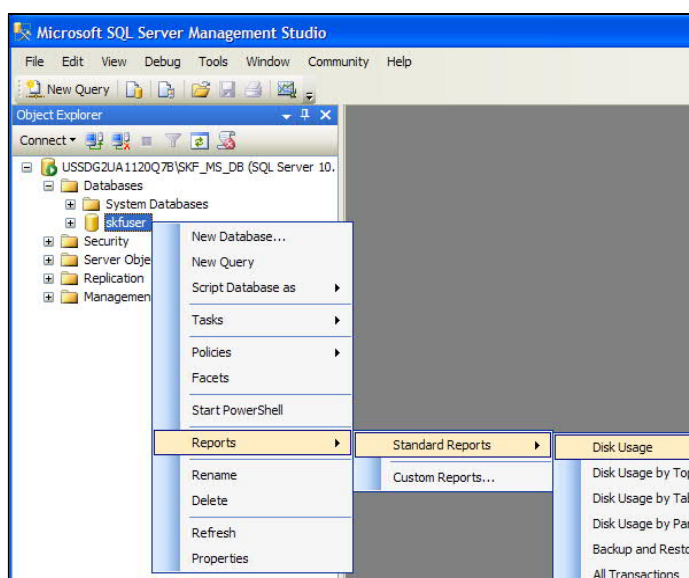 Microsoft SQL Server Management Studio
File Edit View Debug Tools Window Community Help
New Query
Object Explorer
Connect
USSDG2UA1120Q7B\SKF_MS_DB (SQL Server 10.
Databases
System Databases
skfuser
Security
Server Obje
Replication
Managemen
New Database...
New Query
Script Database as
Tasks
Policies
Facets
Start PowerShell
Reports
Rename
Delete
Refresh
Properties
Standard Reports
Custom Reports...
Disk Usage
Disk Usage by Top
Disk Usage by Tab
Disk Usage by Par
Backup and Resto
All Transactions